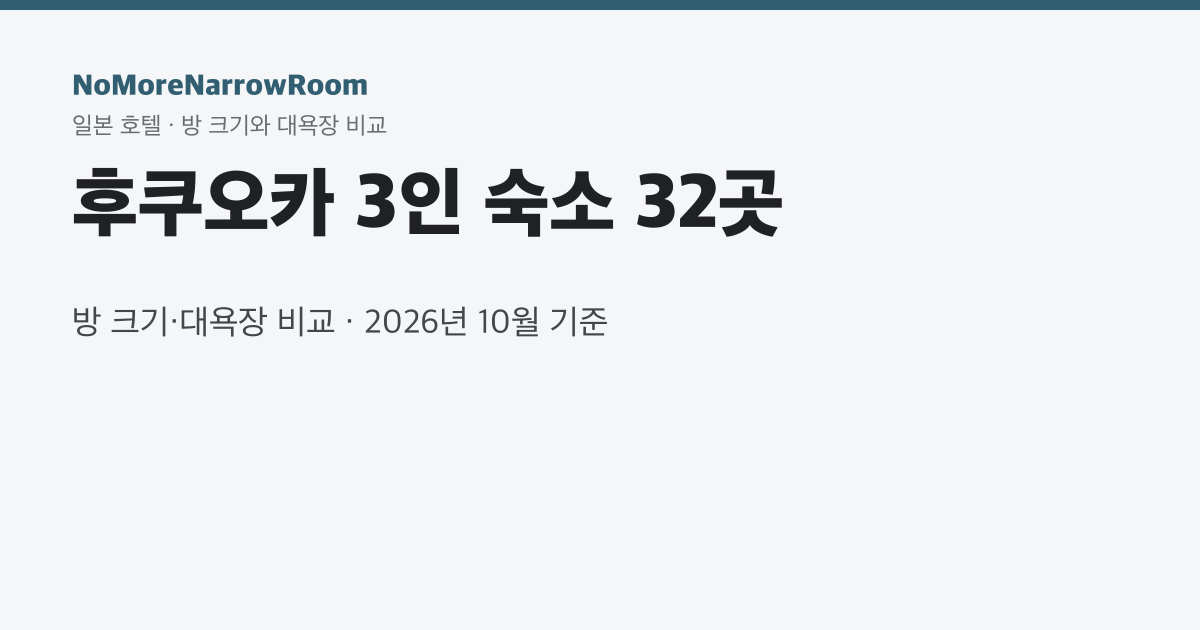 NoMoreNarrowRoom
일본 호텔 · 방 크기와 대욕장 비교
후쿠오카 3인 숙소 32곳
방 크기·대욕장 비교 · 2026년 10월 기준